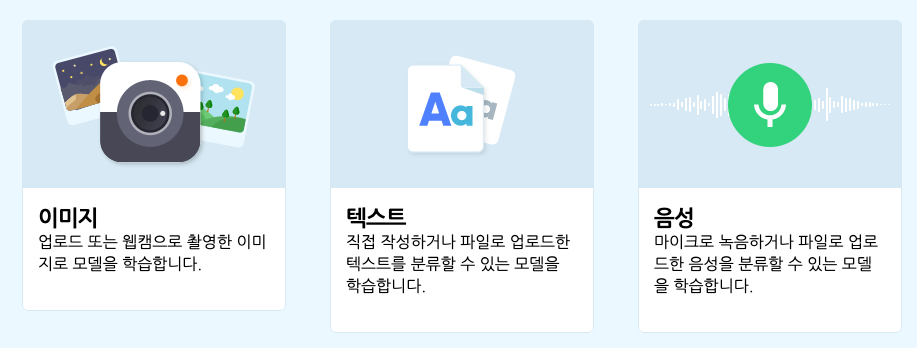 이미지
업로드 또는 웹캠으로 촬영한 이미
지로 모델을 학습합니다.
Aa
a
텍스트
직접 작성하거나 파일로 업로드한
텍스트를 분류할 수 있는 모델을
학습합니다.
음성
마이크로 녹음하거나 파일로 업로
드한 음성을 분류할 수 있는 모델
을 학습합니다.